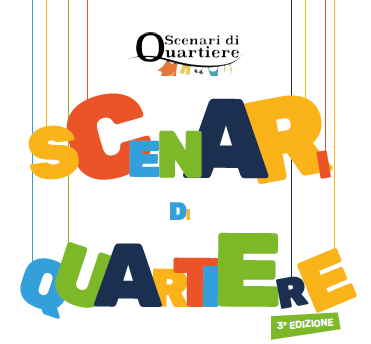 Scenari di
Quartiere
SCENARI
DI
QUARTIERE
3ª EDIZIONE